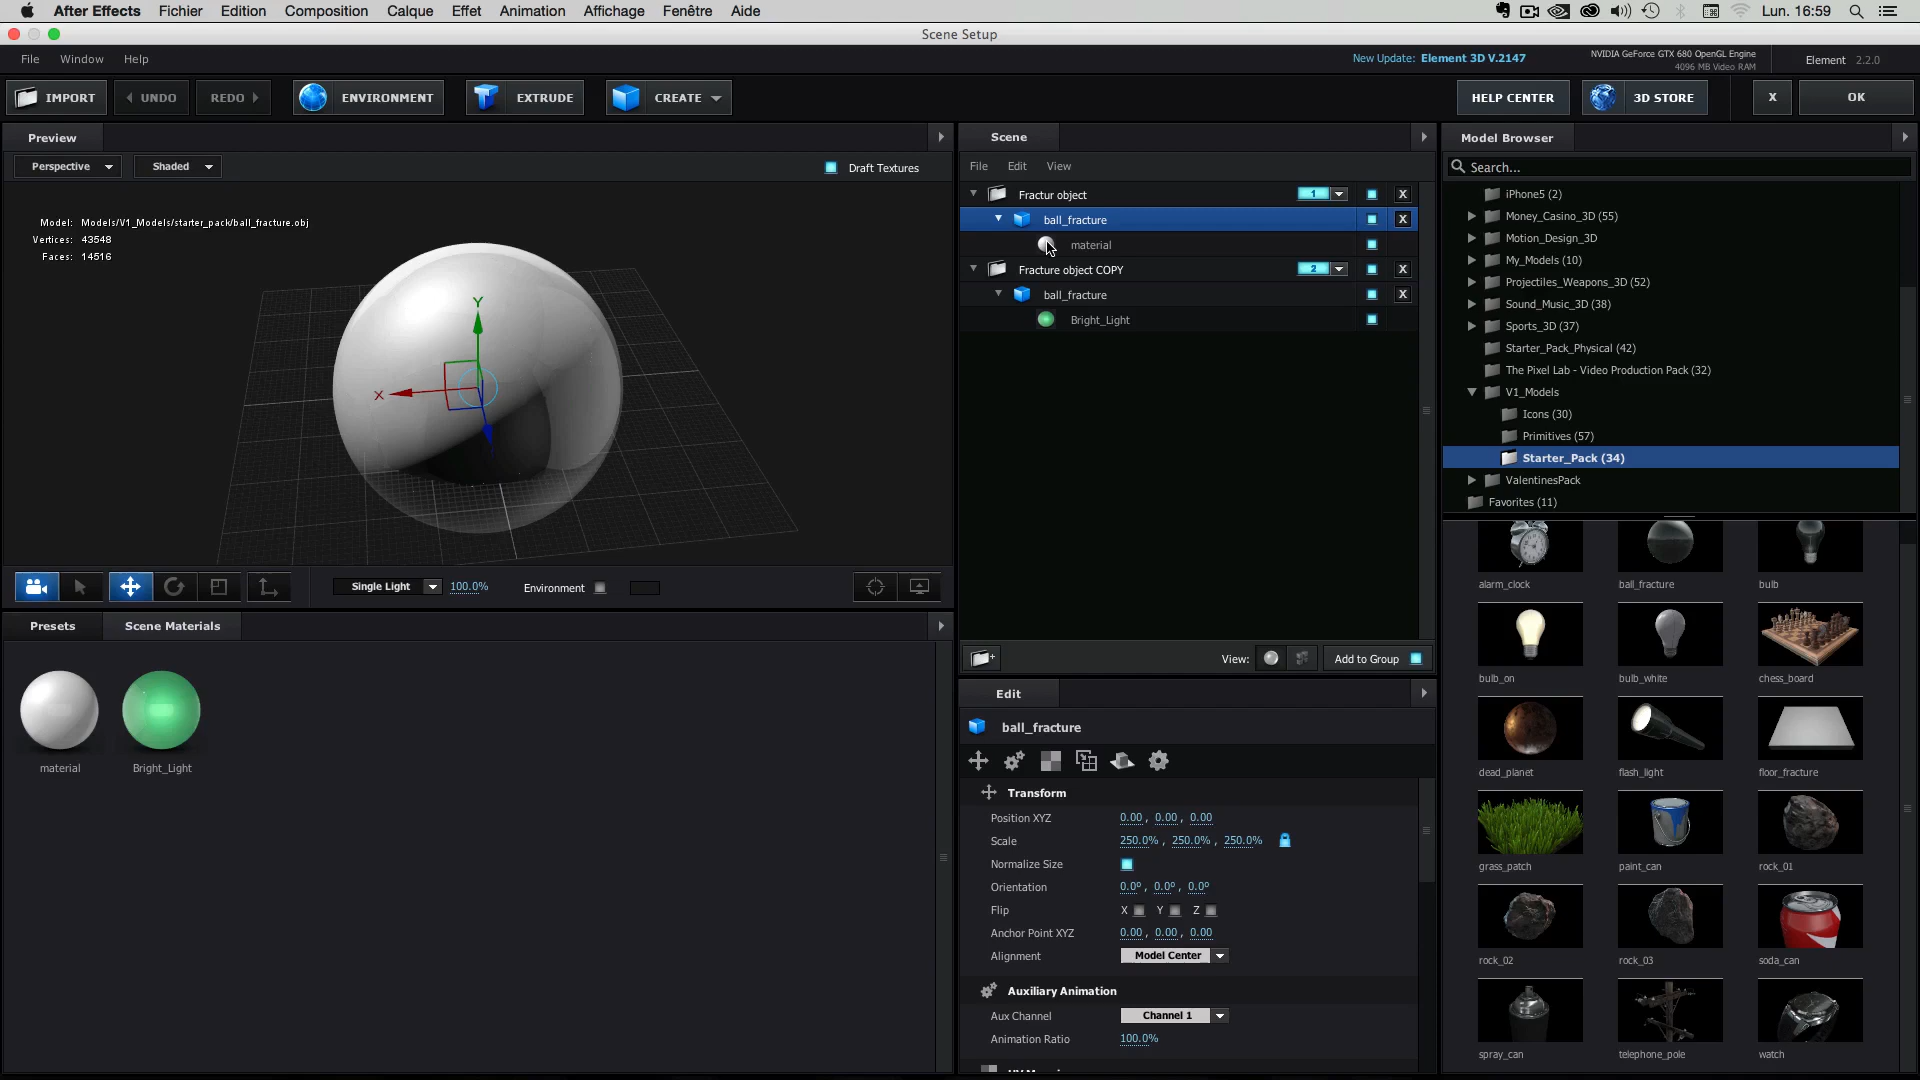 After Effects Fichier Edition Composition Calque Effet Animation Affichage Fenêtre Aide Lun. 16:59
Scene Setup
File Window Help New Update: Element 3D V.2147 NVIDIA GeForce GTX 680 OpenGL Engine
4096 MB Video RAM
Element 2.2.0
IMPORT UNDO REDO ENVIRONMENT EXTRUDE CREATE HELP CENTER 3D STORE X OK
Preview
Perspective Shaded Draft Textures
Model: Models/V1_Models/starter_pack/ball_fracture.obj
Vertices: 43548
Faces: 14516
Y
X
Single Light 100.0% Environment
Presets Scene Materials
material Bright_Light
Scene
File Edit View
Fractur object 1 X
ball_fracture X
material
Fracture object COPY 2 X
ball_fracture X
Bright_Light
View: Add to Group
Edit
ball_fracture
Transform
Position XYZ 0.00, 0.00, 0.00
Scale 250.0%, 250.0%, 250.0%
Normalize Size
Orientation 0.0º, 0.0º, 0.0º
Flip X Y Z
Anchor Point XYZ 0.00, 0.00, 0.00
Alignment Model Center
Auxiliary Animation
Aux Channel Channel 1
Animation Ratio 100.0%
Model Browser
Search...
iPhone5 (2)
Money_Casino_3D (55)
Motion_Design_3D
My_Models (10)
Projectiles_Weapons_3D (52)
Sound_Music_3D (38)
Sports_3D (37)
Starter_Pack_Physical (42)
The Pixel Lab - Video Production Pack (32)
V1_Models
Icons (30)
Primitives (57)
Starter_Pack (34)
ValentinesPack
Favorites (11)
alarm_clock ball_fracture bulb
bulb_on bulb_white chess_board
dead_planet flash_light floor_fracture
grass_patch paint_can rock_01
rock_02 rock_03 soda_can
spray_can telephone_pole watch